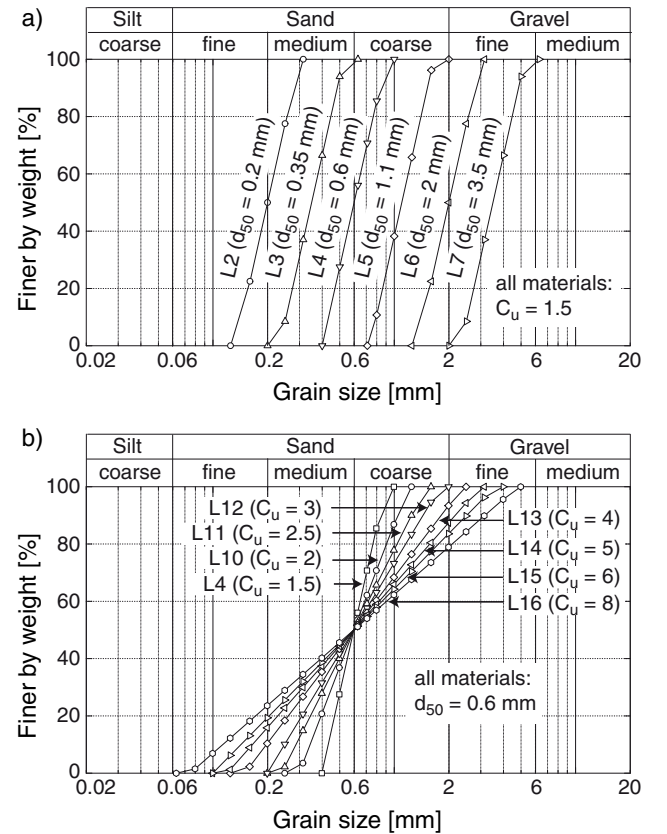 a)
Silt Sand Gravel
coarse fine medium coarse fine medium
100
80
60
40
20
0
Finer by weight [%]
L2 (d50 = 0.2 mm)
L3 (d50 = 0.35 mm)
L4 (d50 = 0.6 mm)
L5 (d50 = 1.1 mm)
L6 (d50 = 2 mm)
L7 (d50 = 3.5 mm)
all materials:
Cu = 1.5
0.02 0.06 0.2 0.6 2 6 20
Grain size [mm]
b)
Silt Sand Gravel
coarse fine medium coarse fine medium
100
80
60
40
20
0
Finer by weight [%]
L12 (Cu = 3)
L11 (Cu = 2.5)
L10 (Cu = 2)
L4 (Cu = 1.5)
L13 (Cu = 4)
L14 (Cu = 5)
L15 (Cu = 6)
L16 (Cu = 8)
all materials:
d50 = 0.6 mm
0.02 0.06 0.2 0.6 2 6 20
Grain size [mm]